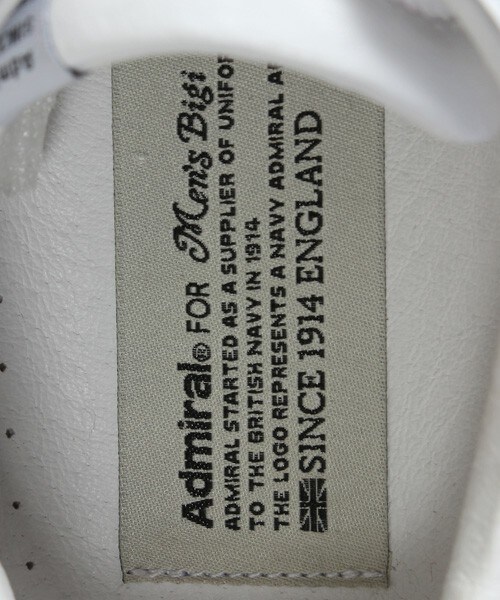 Admiral® FOR Men's Bigi
ADMIRAL STARTED AS A SUPPLIER OF
TO THE BRITISH NAVY IN 1914
THE LOGO REPRESENTS A NAVY ADMIRAL
SINCE 1914 ENGLAND